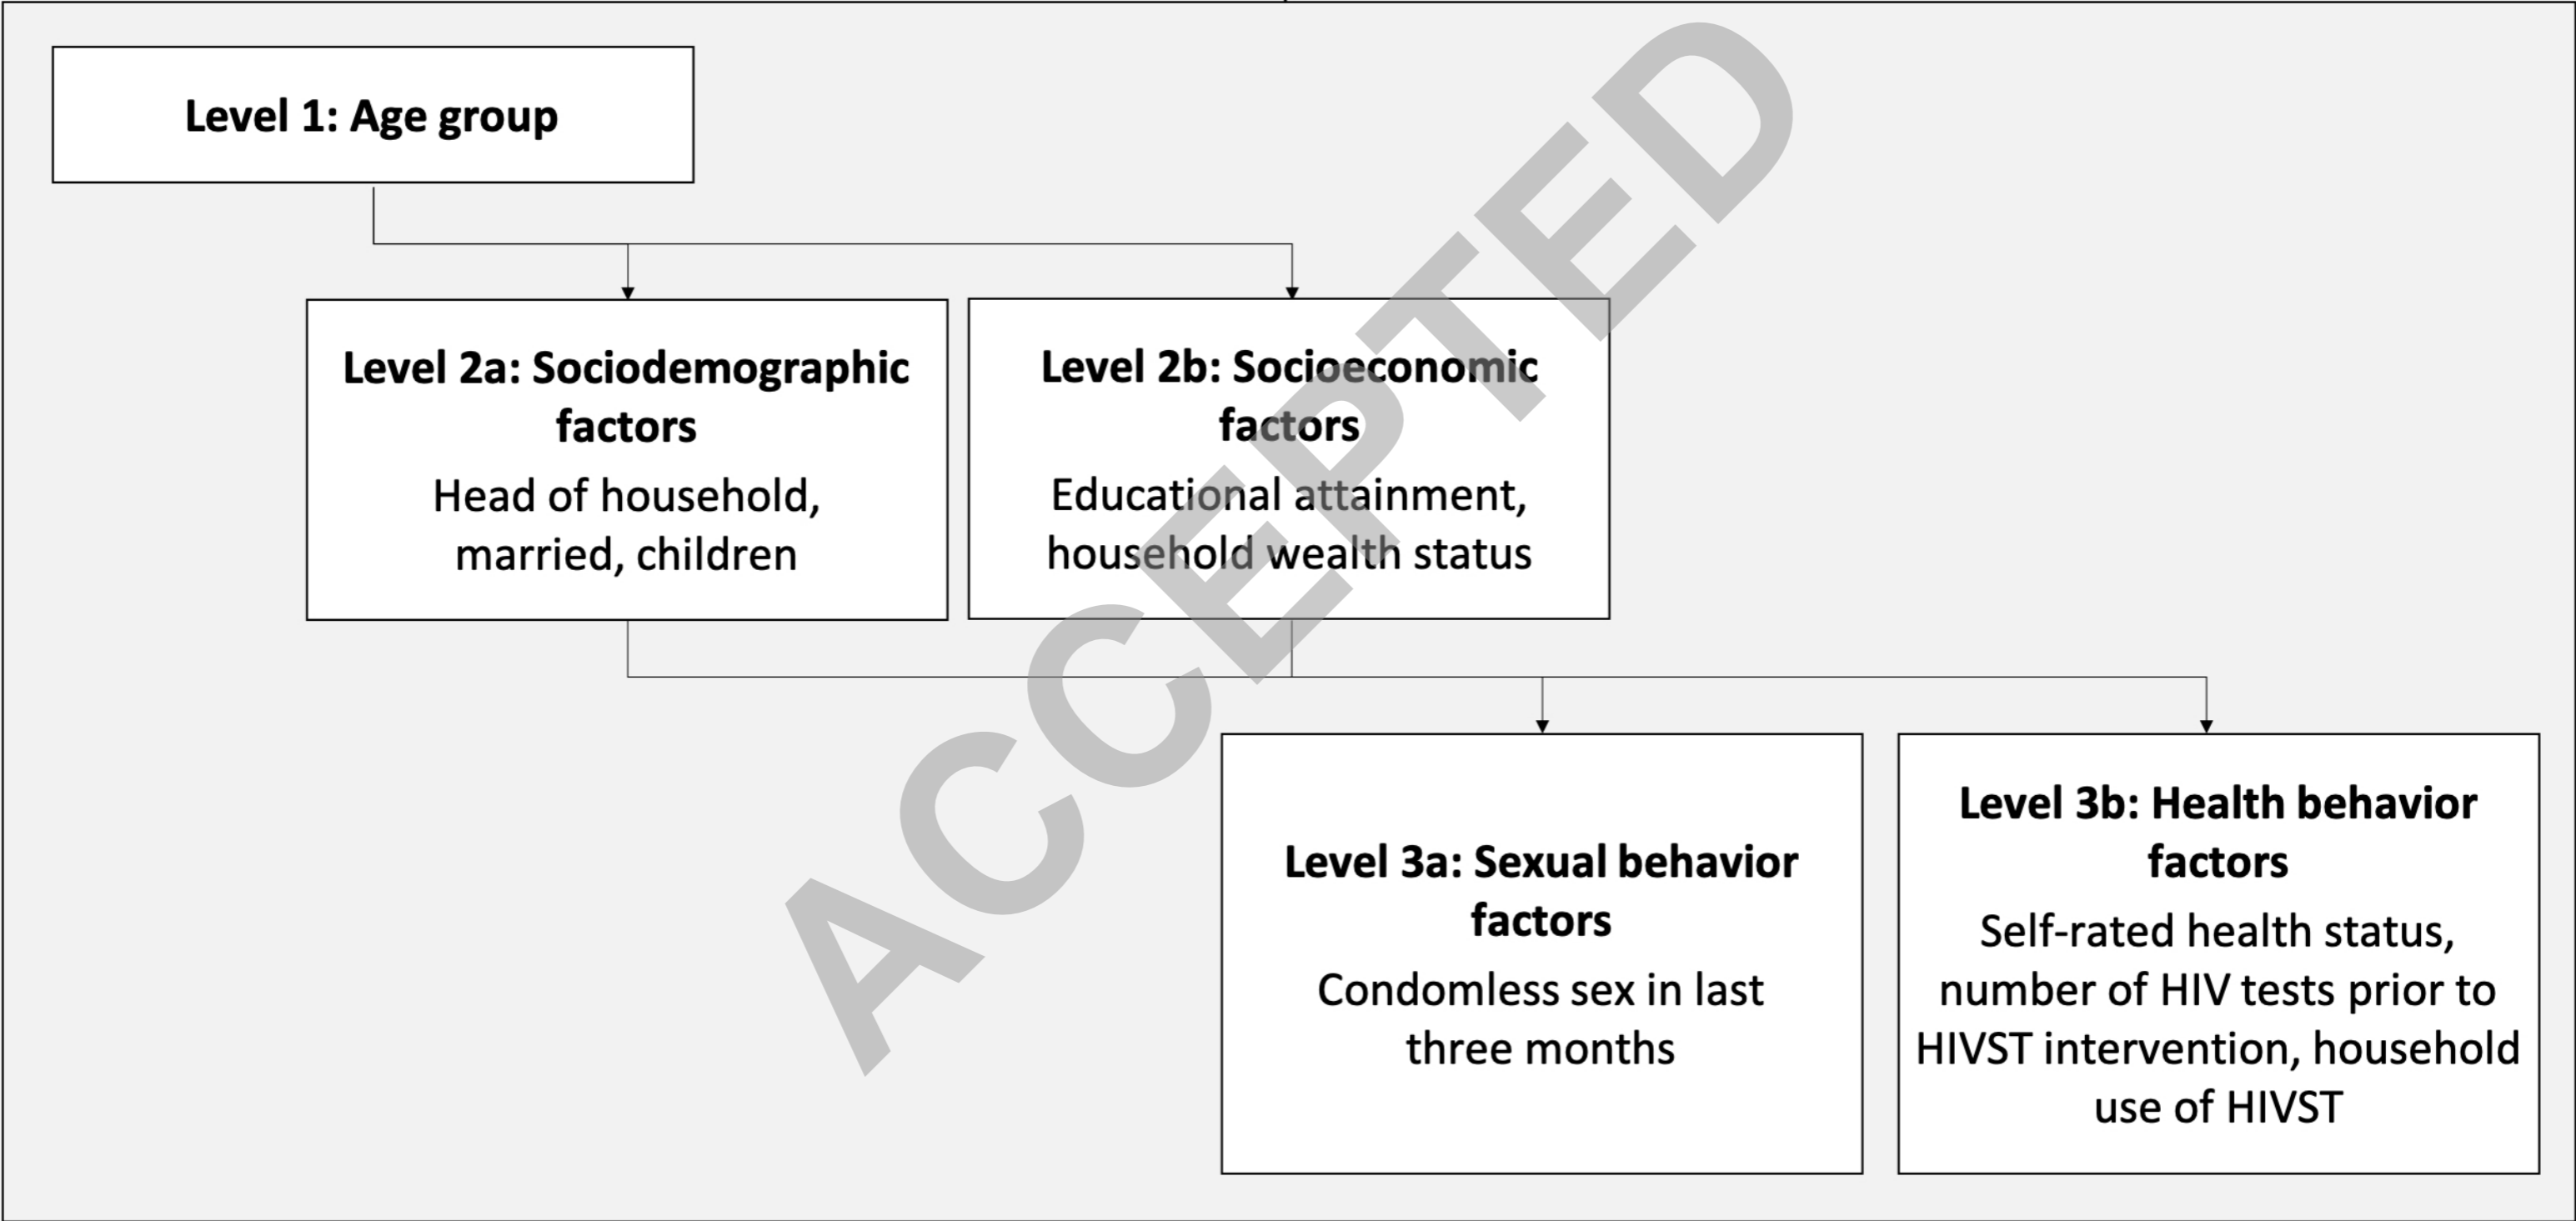 Level 1: Age group
Level 2a: Sociodemographic
factors
Head of household,
married, children
Level 2b: Socioeconomic
factors
Educational attainment,
household wealth status
Level 3a: Sexual behavior
factors
Condomless sex in last
three months
Level 3b: Health behavior
factors
Self-rated health status,
number of HIV tests prior to
HIVST intervention, household
use of HIVST
ACCEPTED